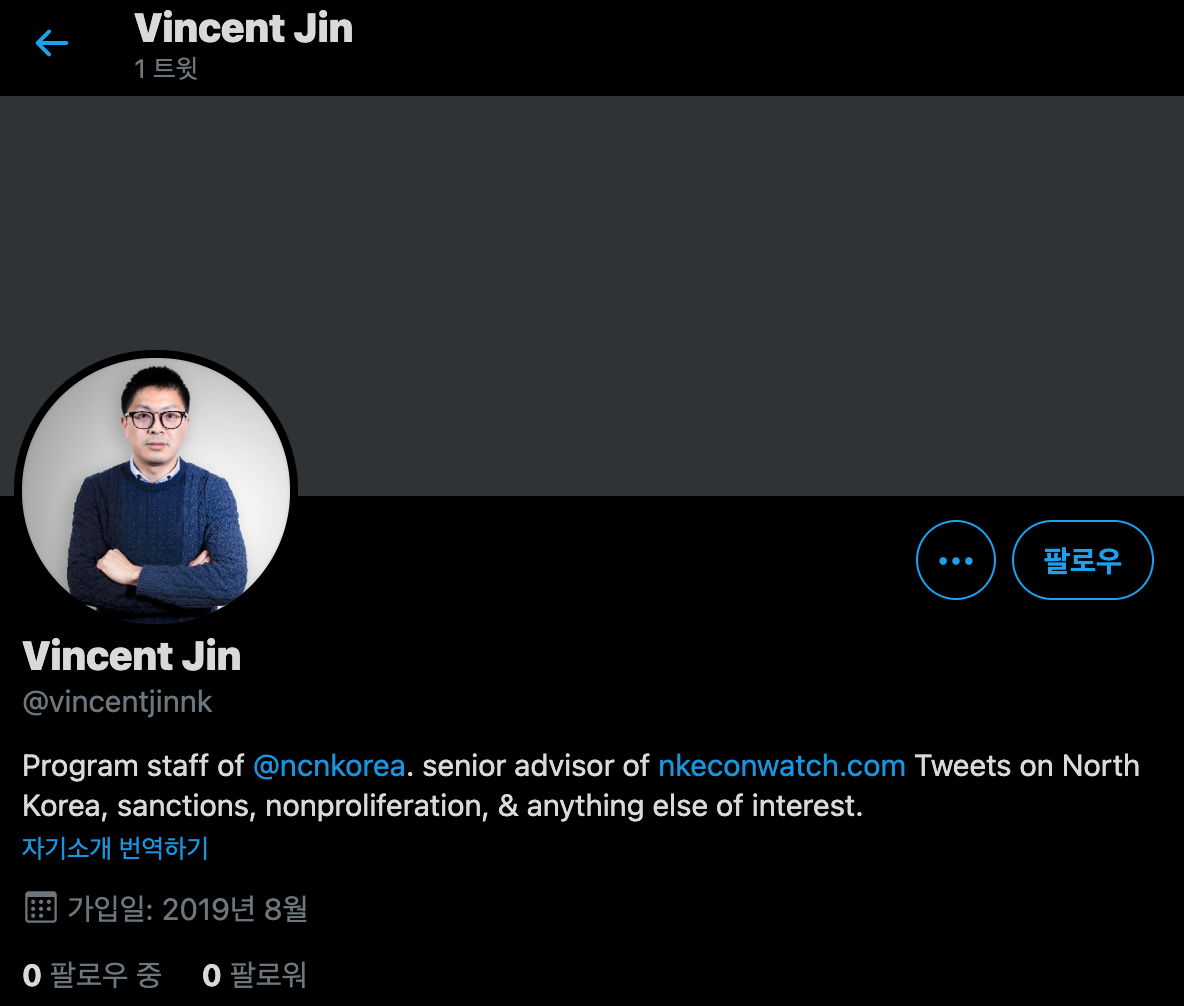 Vincent Jin
1 트윗
팔로우
Vincent Jin
@vincentjinnk
Program staff of @ncnkorea. senior advisor of nkeconwatch.com Tweets on North
Korea, sanctions, nonproliferation, & anything else of interest.
자기소개 번역하기
가입일: 2019년 8월
0 팔로우 중 0 팔로워